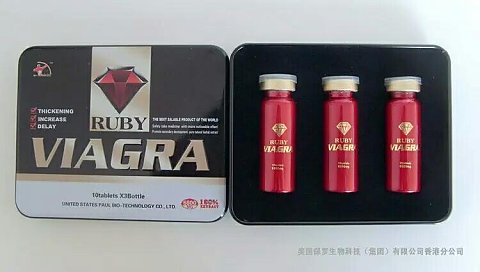 THICKENING
INCREASE
DELAY
RUBY
THE MOST SALABLE PRODUCT OF THE WORLD
VIAGRA
10tablets X3Bottle
UNITED STATES PAUL BIO-TECHNOLOGY CO., LTD.
100%
EXTRACT
RUBY
VIAGRA
RUBY
VIAGRA
RUBY
VIAGRA
美国保罗生物科技（集团）有限公司香港分公司